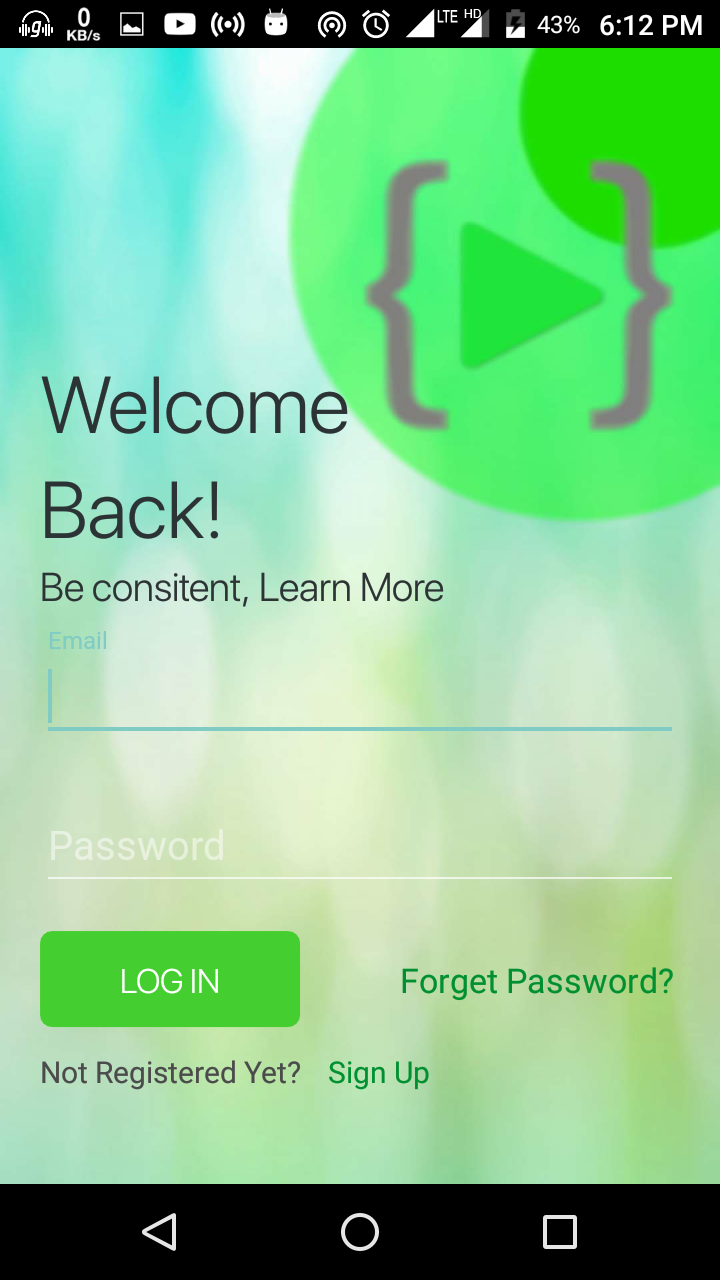 0 KB/s LTE HD 43% 6:12 PM
Welcome
Back!
Be consitent, Learn More
Email
Password
LOG IN Forget Password?
Not Registered Yet? Sign Up